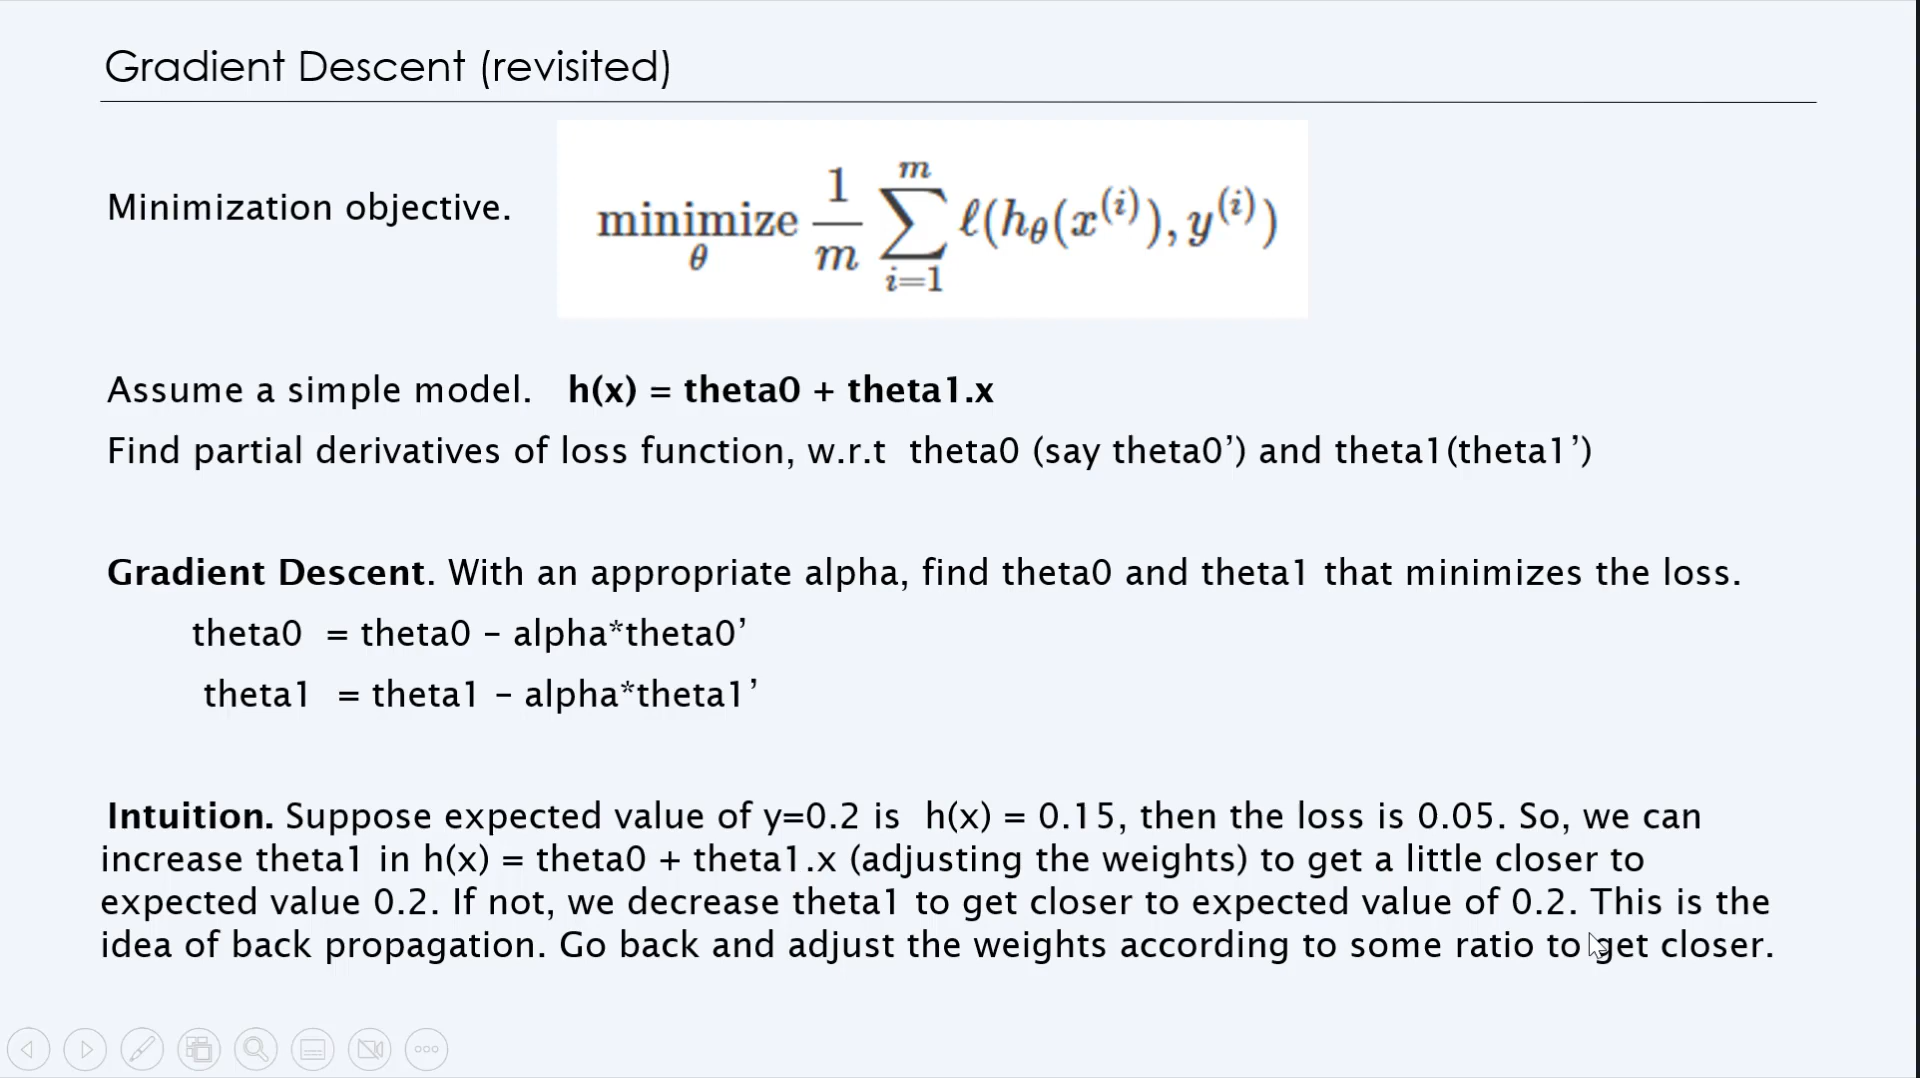 Gradient Descent (revisited)
Minimization objective.
minimize_θ 1/m ∑_{i=1}^{m} ℓ(h_θ(x^{(i)}), y^{(i)})
Assume a simple model. h(x) = theta0 + theta1.x
Find partial derivatives of loss function, w.r.t theta0 (say theta0’) and theta1(theta1’)
Gradient Descent. With an appropriate alpha, find theta0 and theta1 that minimizes the loss.
theta0 = theta0 – alpha*theta0’
theta1 = theta1 – alpha*theta1’
Intuition. Suppose expected value of y=0.2 is h(x) = 0.15, then the loss is 0.05. So, we can
increase theta1 in h(x) = theta0 + theta1.x (adjusting the weights) to get a little closer to
expected value 0.2. If not, we decrease theta1 to get closer to expected value of 0.2. This is the
idea of back propagation. Go back and adjust the weights according to some ratio to get closer.